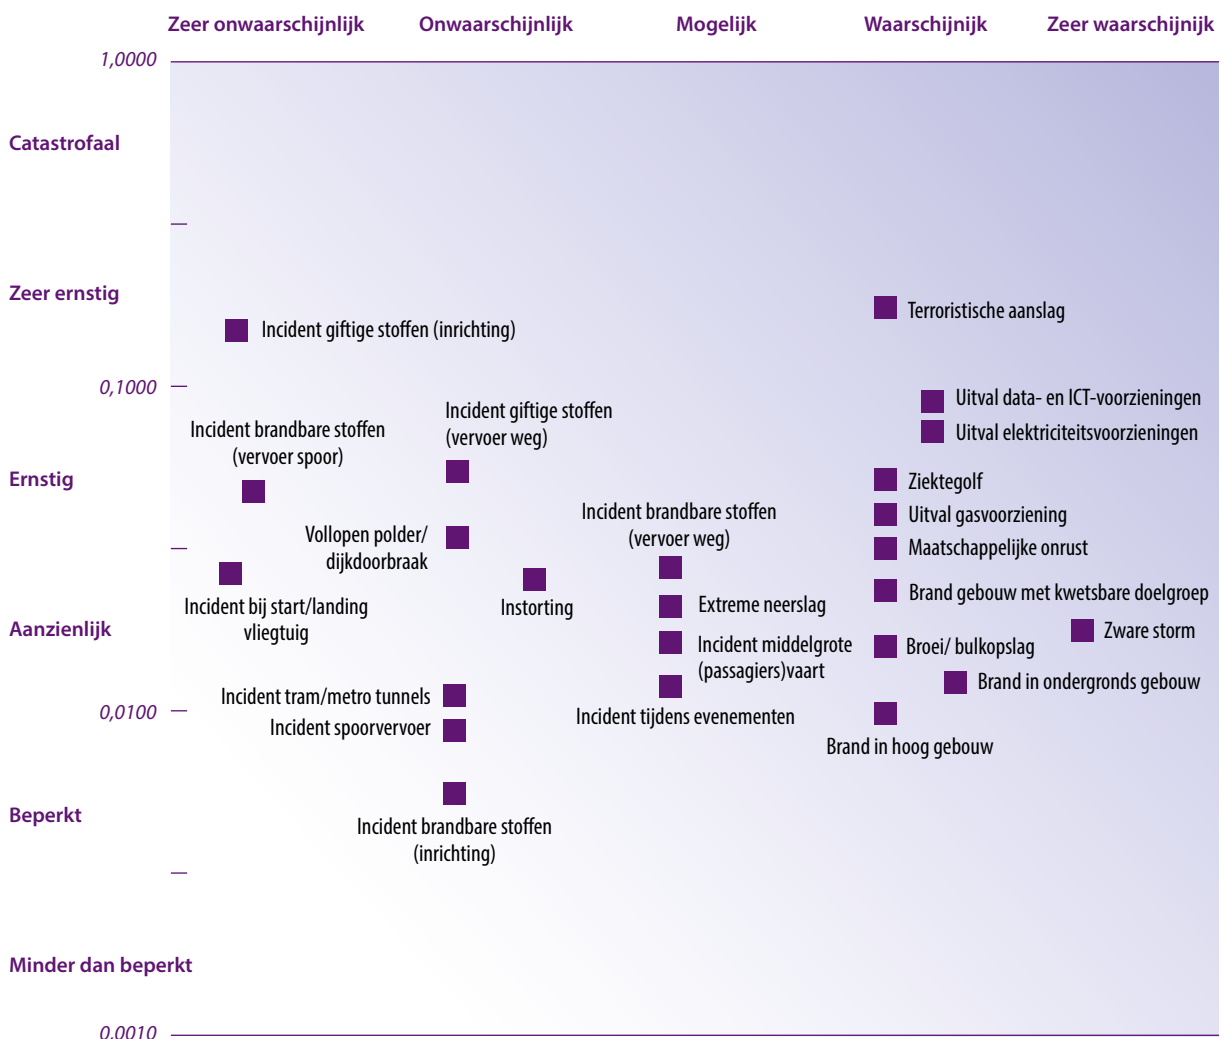 Zeer onwaarschijnlijk Onwaarschijnlijk Mogelijk Waarschijnijk Zeer waarschijnijk
1,0000
Catastrofaal
Zeer ernstig
Terroristische aanslag
Incident giftige stoffen (inrichting)
0,1000
Uitval data- en ICT-voorzieningen
Incident giftige stoffen
(vervoer weg)
Incident brandbare stoffen
(vervoer spoor)
Uitval elektriciteitsvoorzieningen
Ernstig
Ziektegolf
Incident brandbare stoffen
(vervoer weg)
Uitval gasvoorziening
Vollopen polder/
dijkdoorbraak
Maatschappelijke onrust
Brand gebouw met kwetsbare doelgroep
Incident bij start/landing
vliegtuig
Instorting
Extreme neerslag
Aanzienlijk
Zware storm
Incident middelgrote
(passagiers)vaart
Broei/ bulkopslag
Brand in ondergronds gebouw
Incident tram/metro tunnels
0,0100
Incident tijdens evenementen
Incident spoorvervoer
Brand in hoog gebouw
Beperkt
Incident brandbare stoffen
(inrichting)
Minder dan beperkt
0,0010